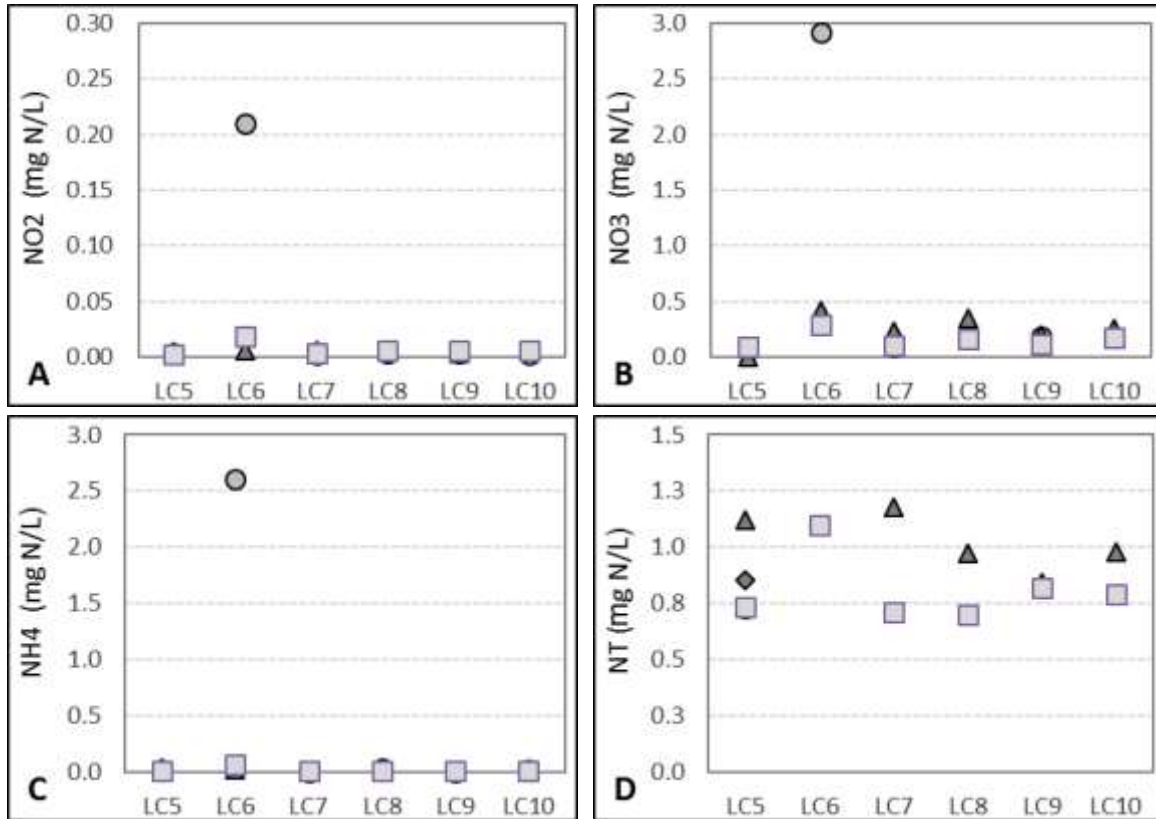 NO2 (mg N/L)
0.30
0.25
0.20
0.15
0.10
0.05
0.00
A
LC5 LC6 LC7 LC8 LC9 LC10
NO3 (mg N/L)
3.0
2.5
2.0
1.0
0.5
0.0
B
LC5 LC6 LC7 LC8 LC9 LC10
NH4 (mg N/L)
3.0
2.5
2.0
1.5
1.0
0.5
0.0
C
LC5 LC6 LC7 LC8 LC9 LC10
NT (mg N/L)
1.5
1.3
1.0
0.8
0.5
0.3
0.0
D
LC5 LC6 LC7 LC8 LC9 LC10